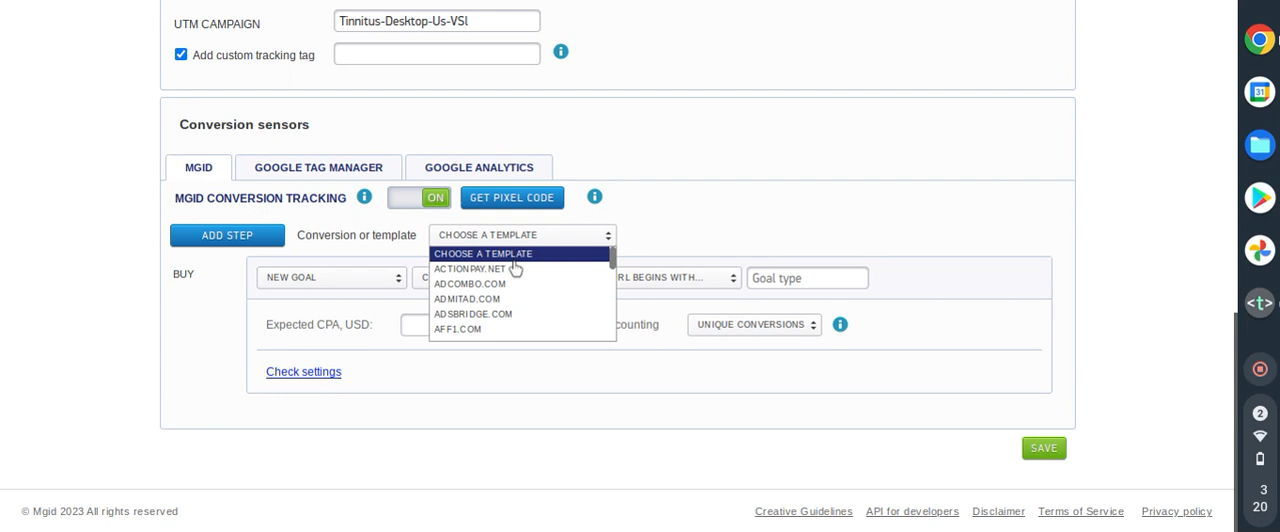 UTM CAMPAIGN
Tinnitus-Desktop-Us-VSl
Add custom tracking tag
Conversion sensors
MGID
GOOGLE TAG MANAGER
GOOGLE ANALYTICS
MGID CONVERSION TRACKING
ON
GET PIXEL CODE
ADD STEP
Conversion or template
CHOOSE A TEMPLATE
CHOOSE A TEMPLATE
ACTIONPAY.NET
ADCOMBO.COM
ADMITAD.COM
ADSBRIDGE.COM
AFF1.COM
BUY
NEW GOAL
RL BEGINS WITH...
Goal type
Expected CPA, USD:
counting
UNIQUE CONVERSIONS
Check settings
SAVE
© Mgid 2023 All rights reserved
Creative Guidelines
API for developers
Disclaimer
Terms of Service
Privacy policy
31
<t>
2
3
20